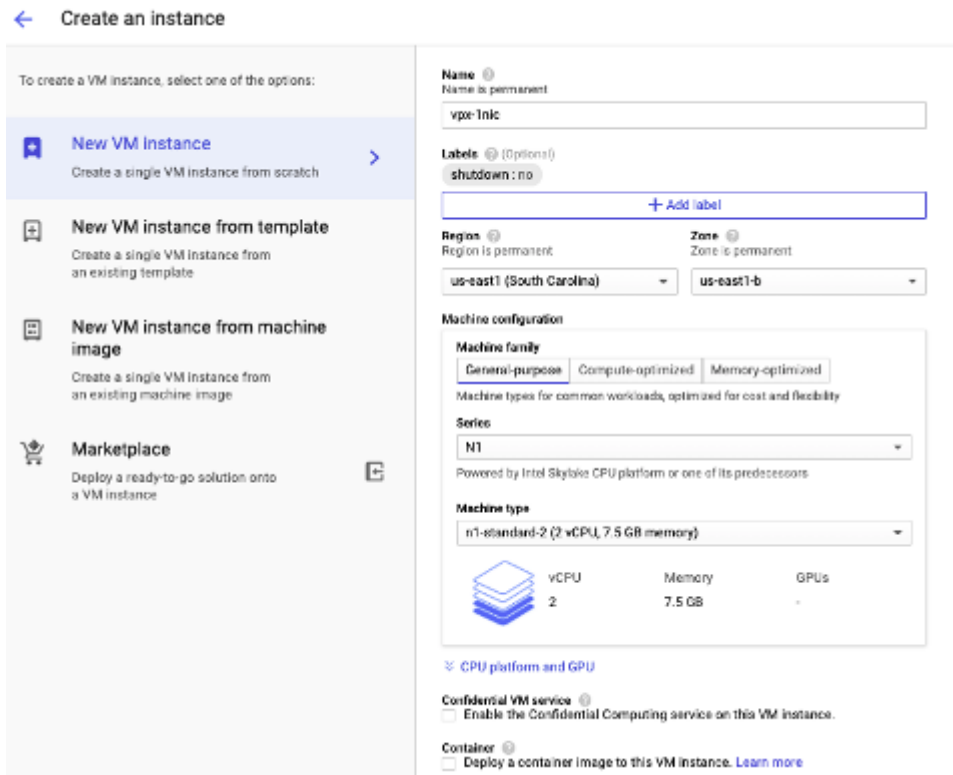 Create an instance
To create a VM instance, select one of the options:
New VM instance
Create a single VM instance from scratch
New VM instance from template
Create a single VM instance from
an existing template
New VM instance from machine
image
Create a single VM instance from
an existing machine image
Marketplace
Deploy a ready-to-go solution onto
a VM instance
Name
Name is permanent
vpx-1nic
Labels (Optional)
shutdown : no
+ Add label
Region
Region is permanent
us-east1 (South Carolina)
Zone
Zone is permanent
us-east1-b
Machine configuration
Machine family
General-purpose Compute-optimized Memory-optimized
Machine types for common workloads, optimized for cost and flexibility
Series
N1
Powered by Intel Skylake CPU platform or one of its predecessors
Machine type
n1-standard-2 (2 vCPU, 7.5 GB memory)
vCPU Memory GPUs
2 7.5 GB -
CPU platform and GPU
Confidential VM service
Enable the Confidential Computing service on this VM instance.
Container
Deploy a container image to this VM instance. Learn more